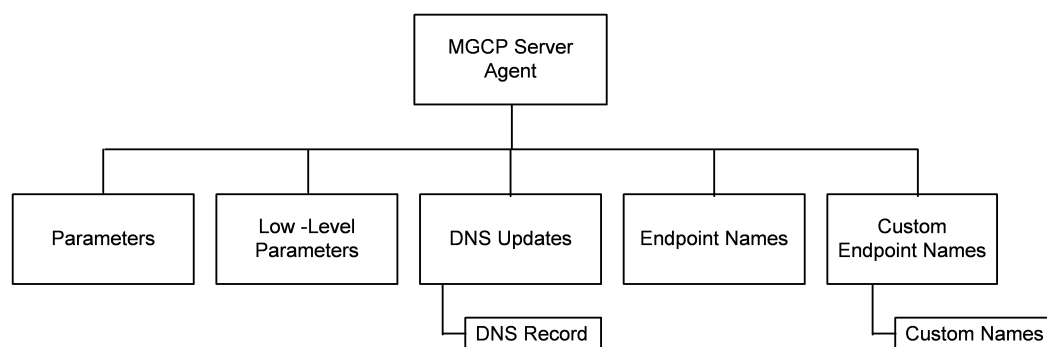 MGCP Server
Agent
Parameters
Low -Level
Parameters
DNS Updates
Endpoint Names
Custom
Endpoint Names
DNS Record
Custom Names